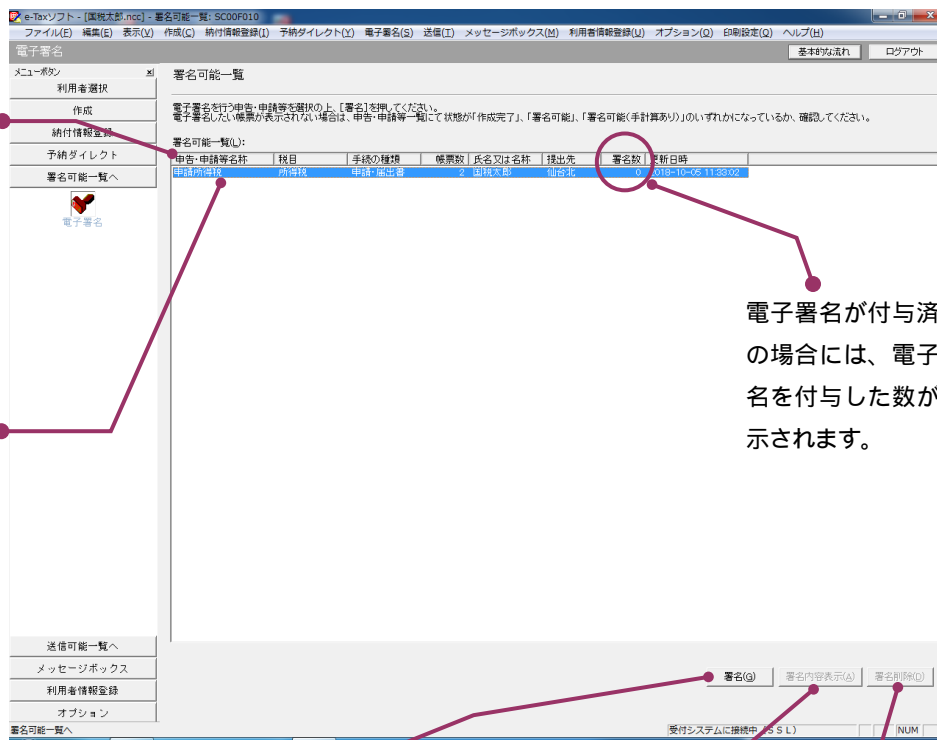 e-Taxソフト - [国税太郎.ncc] - 署名可能一覧: SC00F010
ファイル(F) 編集(E) 表示(V) 作成(C) 納付情報登録(I) 予納ダイレクト(Y) 電子署名(S) 送信(T) メッセージボックス(M) 利用者情報登録(U) オプション(O) 印刷設定(Q) ヘルプ(H)
電子署名
基本的な流れ ログアウト
メニューボタン x
利用者選択
作成
納付情報登録
予納ダイレクト
署名可能一覧へ
電子署名
署名可能一覧
電子署名を行う申告・申請等を選択の上、[署名]を押してください。
電子署名したい帳票が表示されない場合は、申告・申請等一覧にて状態が「作成完了」、「署名可能」、「署名可能(手計算あり)」のいずれかになっているか、確認してください。
署名可能一覧(L):
申告・申請等名称 税目 手続の種類 帳票数 氏名又は名称 提出先 署名数 更新日時
申請所得税 所得税 申請・届出書 2 国税太郎 仙台北 0 2018-10-05 11:33:02
電子署名が付与済
の場合には、電子
名を付与した数が
示されます。
送信可能一覧へ
メッセージボックス
利用者情報登録
オプション
署名(G) 署名内容表示(A) 署名削除(D)
署名可能一覧へ
受付システムに接続中(SSL) NUM